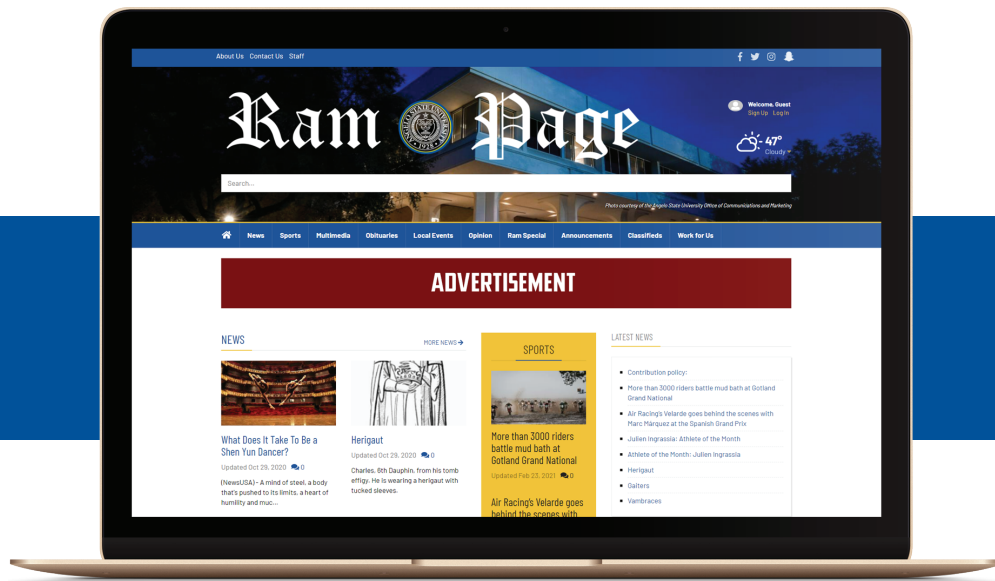 About Us Contact Us Staff
Ram Page
ANGELO STATE UNIVERSITY
1928
Welcome, Guest
Sign Up Log In
47°
Cloudy
Search...
Photo courtesy of the Angelo State University Office of Communications and Marketing
News Sports Multimedia Obituaries Local Events Opinion Ram Special Announcements Classifieds Work for Us
ADVERTISEMENT
NEWS
MORE NEWS
What Does It Take To Be a
Shen Yun Dancer?
Updated Oct 29, 2020 0
(NewsUSA) - A mind of steel, a body
that's pushed to its limits, a heart of
humility and muc...
Herigaut
Updated Oct 29, 2020 0
Charles, 6th Dauphin, from his tomb
effigy. He is wearing a herigaut with
tucked sleeves.
SPORTS
More than 3000 riders
battle mud bath at
Gotland Grand National
Updated Feb 23, 2021 0
Air Racing's Velarde goes
behind the scenes with
LATEST NEWS
Contribution policy:
More than 3000 riders battle mud bath at Gotland
Grand National
Air Racing's Velarde goes behind the scenes with
Marc Márquez at the Spanish Grand Prix
Julien Ingrassia: Athlete of the Month
Athlete of the Month: Julien Ingrassia
Herigaut
Gaiters
Vambraces